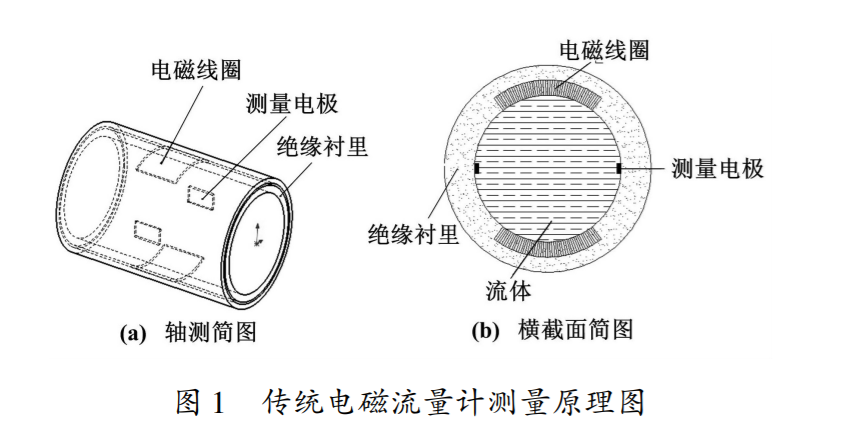 电磁线圈
测量电极
绝缘衬里
(a) 轴测简图
电磁线圈
测量电极
绝缘衬里
流体
(b) 横截面简图
图 1 传统电磁流量计测量原理图